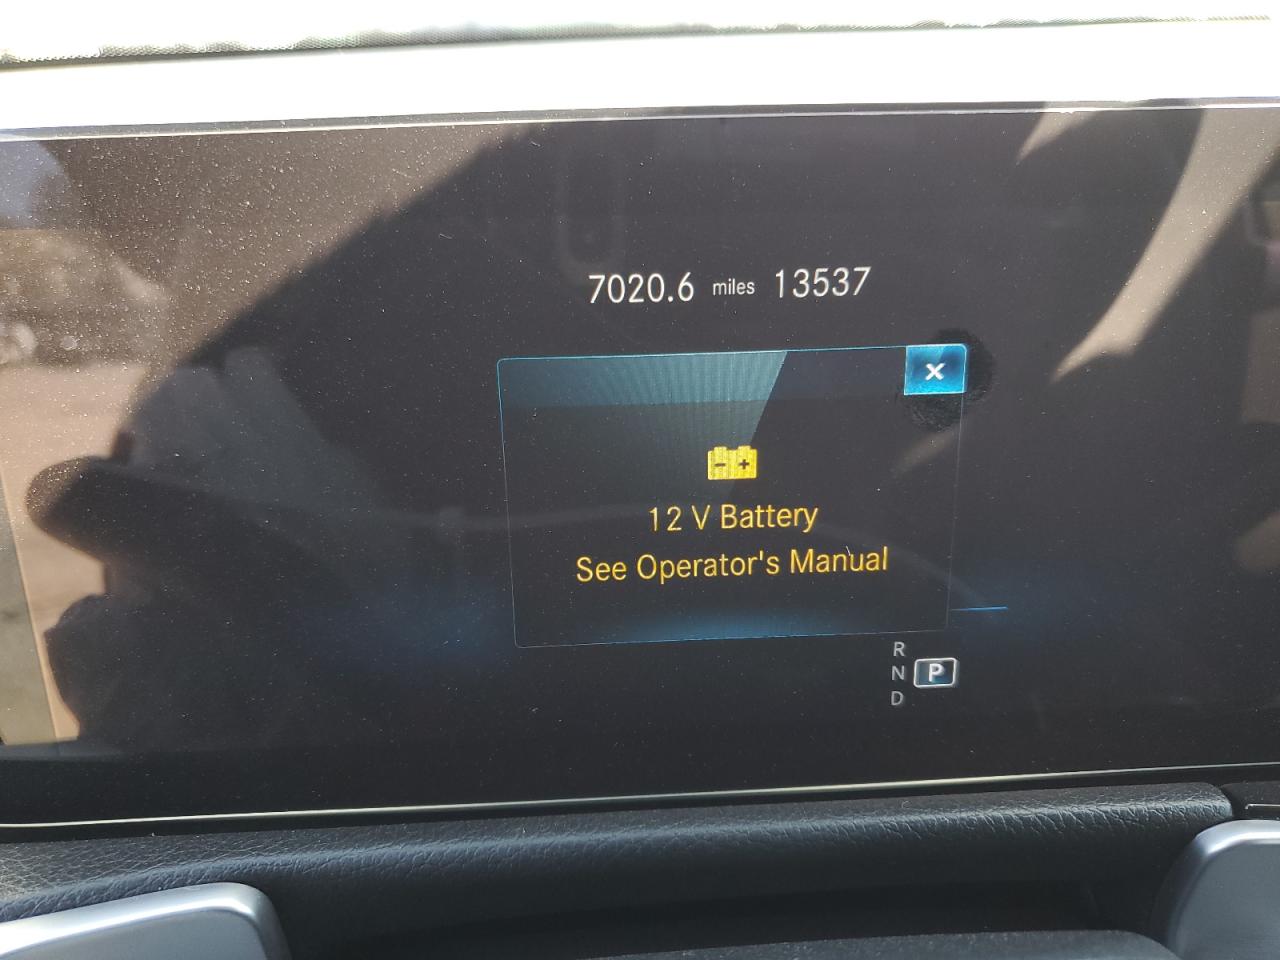 7020.6 miles 13537
×
- +
12 V Battery
See Operator's Manual
R
N P
D